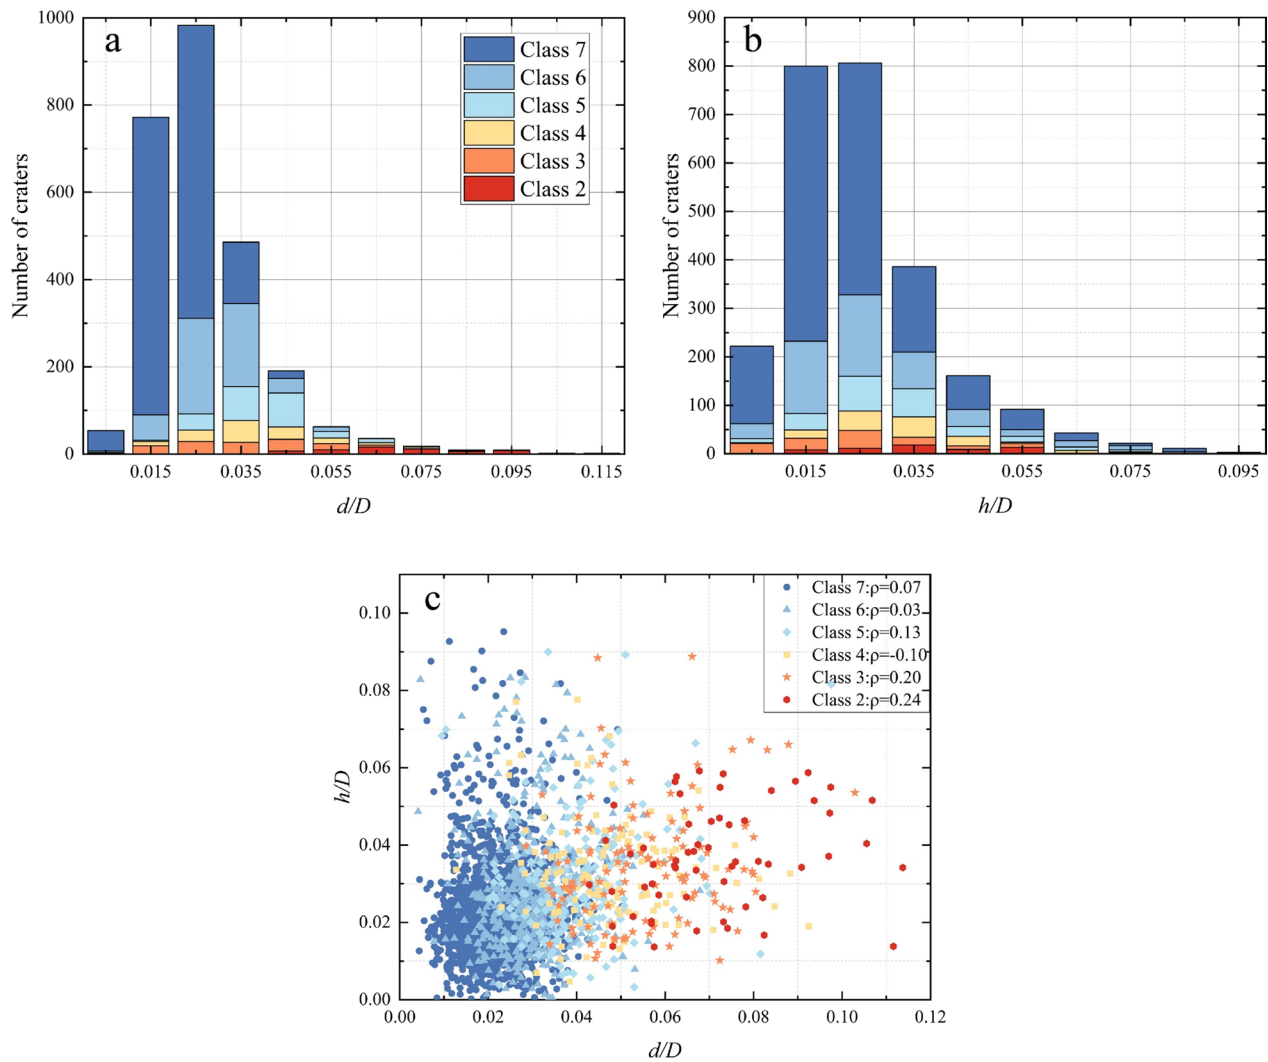 a
1000
800
600
400
200
0
Number of craters
Class 7
Class 6
Class 5
Class 4
Class 3
Class 2
0.015
0.035
0.055
0.075
0.095
0.115
d/D
b
900
800
700
600
500
400
300
200
100
0
Number of craters
0.015
0.035
0.055
0.075
0.095
h/D
c
0.10
0.08
0.06
0.04
0.02
0.00
h/D
Class 7:ρ=0.07
Class 6:ρ=0.03
Class 5:ρ=0.13
Class 4:ρ=-0.10
Class 3:ρ=0.20
Class 2:ρ=0.24
0.00
0.02
0.04
0.06
0.08
0.10
0.12
d/D